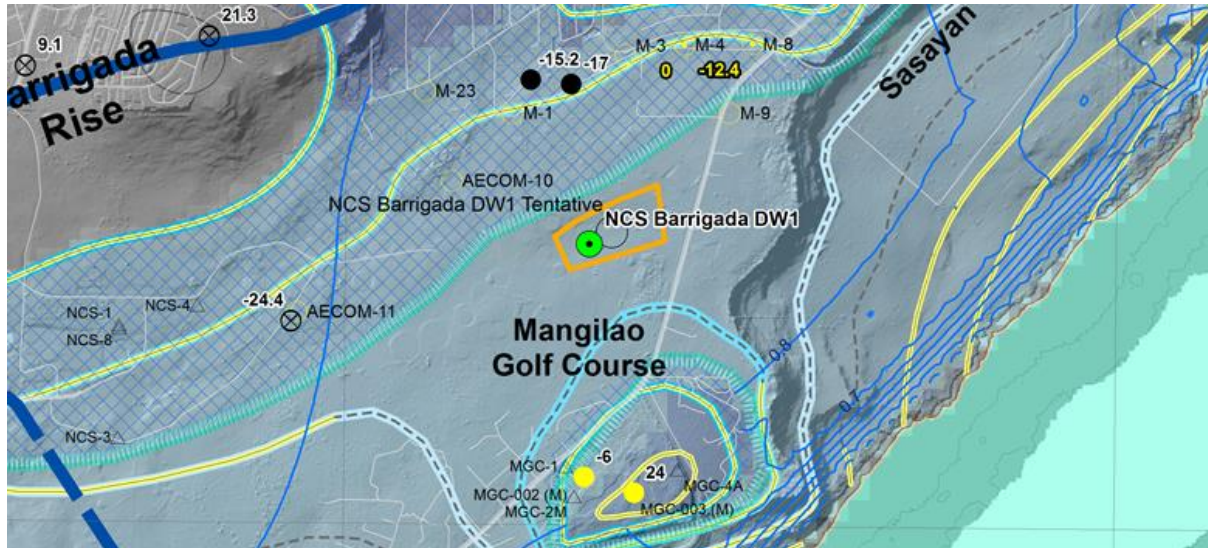 21.3
9.1
arrigada
Rise
-15.2
-17
M-3
M-4
M-8
0
-12.4
M-23
M-1
M-9
Sasayan
AECOM-10
NCS Barrigada DW1 Tentative
NCS Barrigada DW1
NCS-1
NCS-4
NCS-8
-24.4
AECOM-11
Mangilao
Golf Course
0.8
0.7
NCS-3
-6
24
MGC-1
MGC-4A
MGC-002 (M)
MGC-2M
MGC-003 (M)